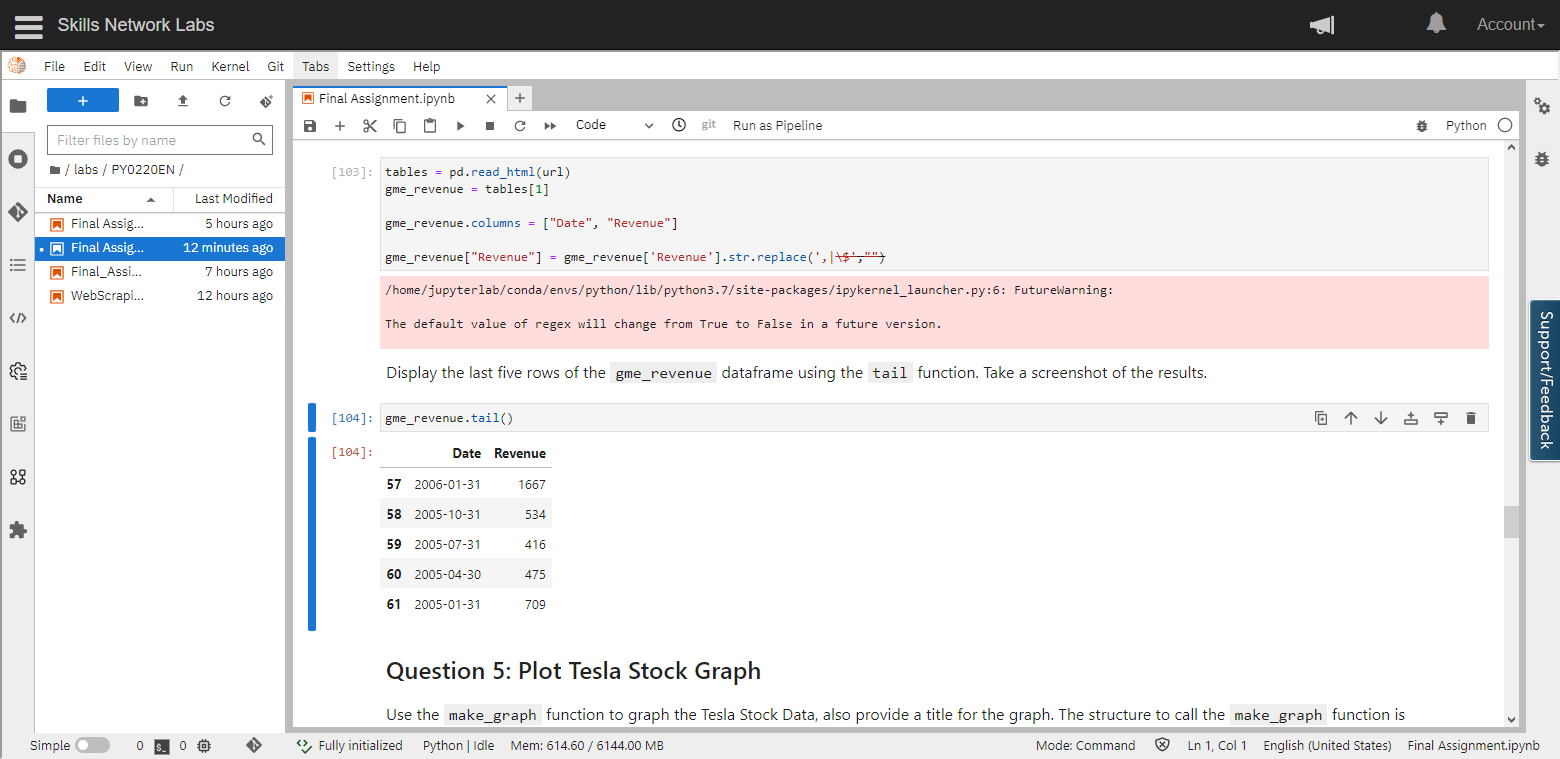 Skills Network Labs
Account
File Edit View Run Kernel Git Tabs Settings Help
+
Filter files by name
/ labs / PY0220EN /
Name Last Modified
Final Assig... 5 hours ago
Final Assig... 12 minutes ago
Final_Assi... 7 hours ago
WebScrapi... 12 hours ago
Final Assignment.ipynb
Code git Run as Pipeline Python
[103]: tables = pd.read_html(url)
gme_revenue = tables[1]
gme_revenue.columns = ["Date", "Revenue"]
gme_revenue["Revenue"] = gme_revenue['Revenue'].str.replace(',|\$',"")
/home/jupyterlab/conda/envs/python/lib/python3.7/site-packages/ipykernel_launcher.py:6: FutureWarning:
The default value of regex will change from True to False in a future version.
Display the last five rows of the gme_revenue dataframe using the tail function. Take a screenshot of the results.
[104]: gme_revenue.tail()
[104]: Date Revenue
57 2006-01-31 1667
58 2005-10-31 534
59 2005-07-31 416
60 2005-04-30 475
61 2005-01-31 709
Question 5: Plot Tesla Stock Graph
Use the make_graph function to graph the Tesla Stock Data, also provide a title for the graph. The structure to call the make_graph function is
Support/Feedback
Simple 0 $_ 0 Fully initialized Python | Idle Mem: 614.60 / 6144.00 MB Mode: Command Ln 1, Col 1 English (United States) Final Assignment.ipynb